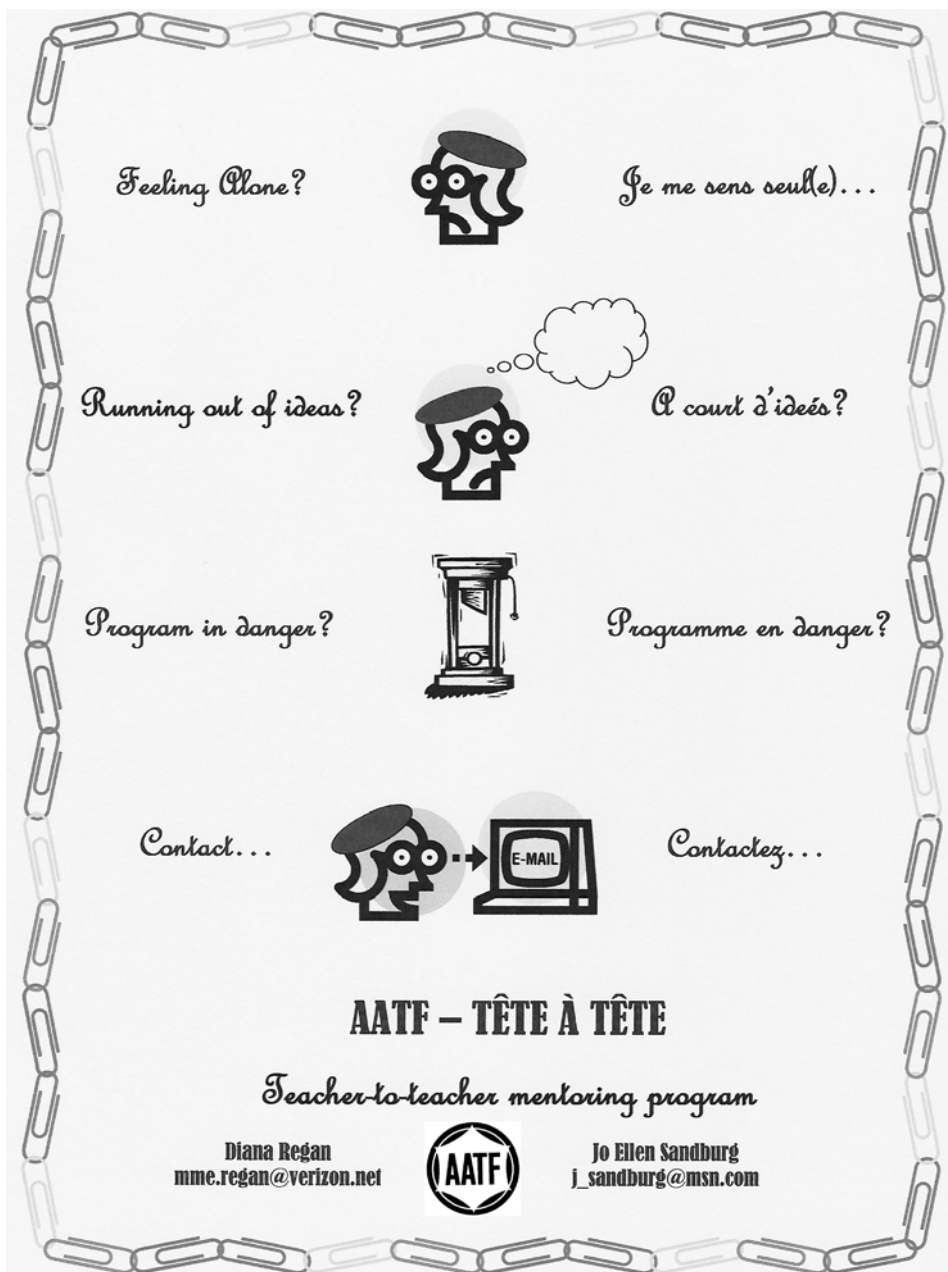 Feeling Alone?
Je me sens seul(e)...
Running out of ideas?
A court d'ideés?
Program in danger?
Programme en danger?
Contact...
E-MAIL
Contactez...
AATF – TÊTE À TÊTE
Teacher-to-teacher mentoring program
Diana Regan
mme.regan@verizon.net
AATF
Jo Ellen Sandburg
j_sandburg@msn.com